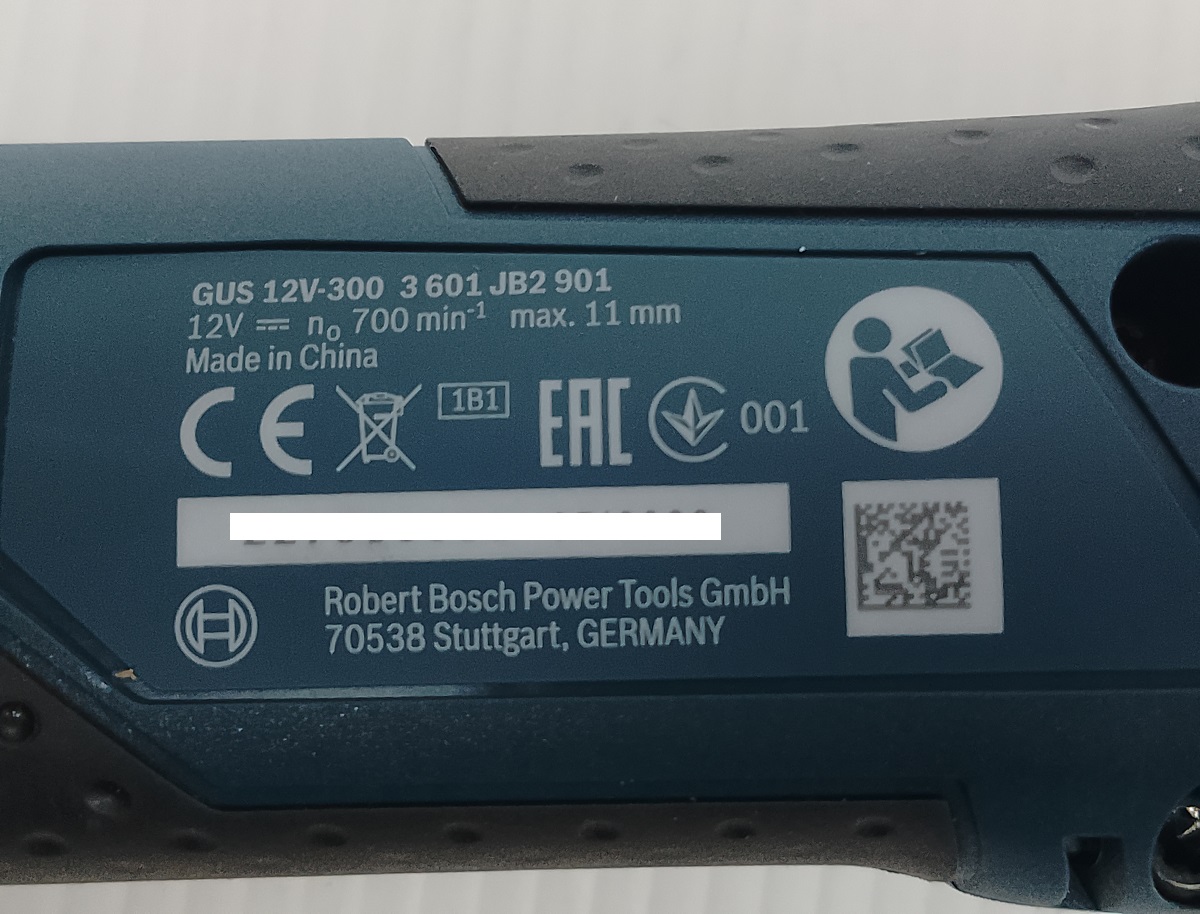 GUS 12V-300 3 601 JB2 901
12V ⎓ n₀ 700 min⁻¹ max. 11 mm
Made in China
CE 1B1 EAC 001
Robert Bosch Power Tools GmbH
70538 Stuttgart, GERMANY